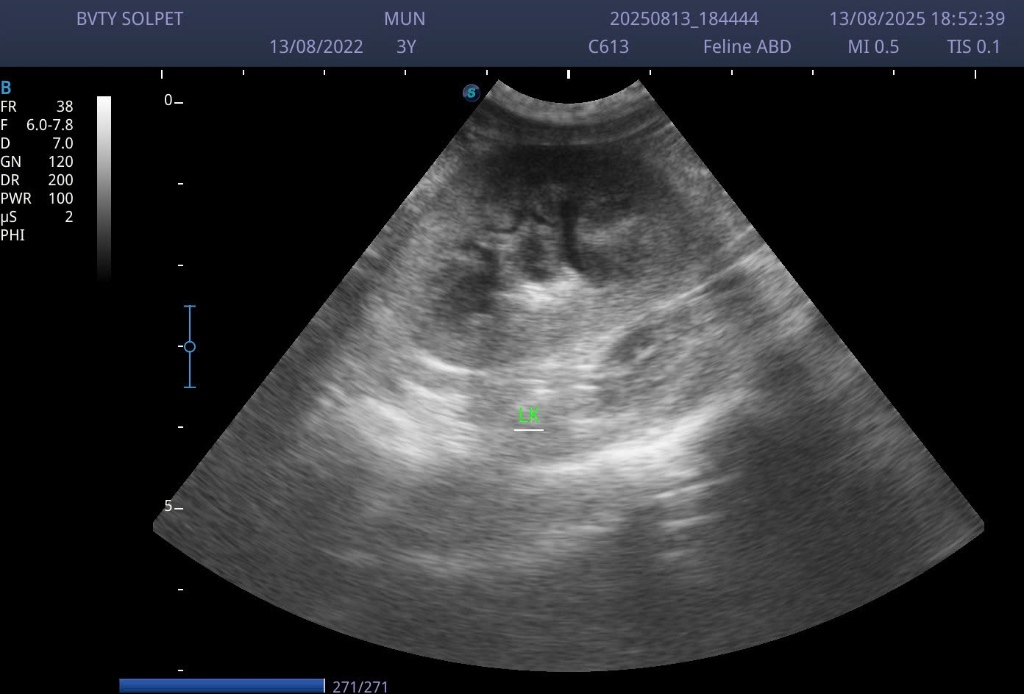 BVTY SOLPET MUN 20250813_184444 13/08/2025 18:52:39
13/08/2022 3Y C613 Feline ABD MI 0.5 TIS 0.1
B
S
FR 38
0
F 6.0-7.8
D 7.0
GN 120
DR 200
PWR 100
µS 2
PHI
LK
5
271/271